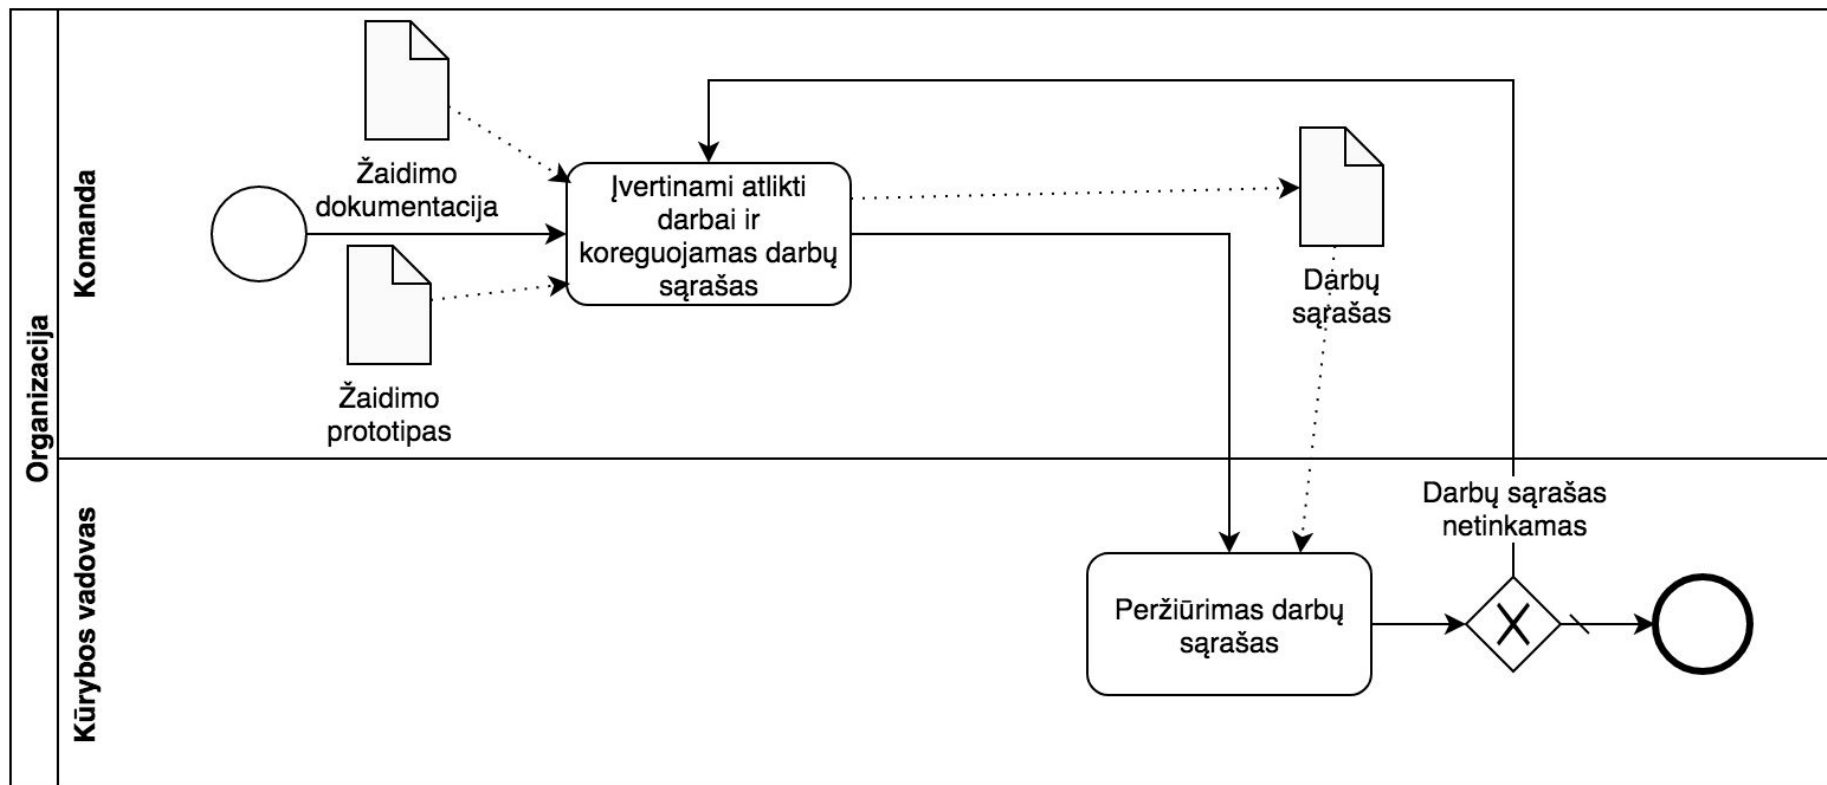 Organizacija
Komanda
Žaidimo
dokumentacija
Žaidimo
prototipas
Įvertinami atlikti
darbai ir
koreguojamas darbų
sąrašas
Darbų
sąrašas
Kūrybos vadovas
Peržiūrimas darbų
sąrašas
Darbų sąrašas
netinkamas